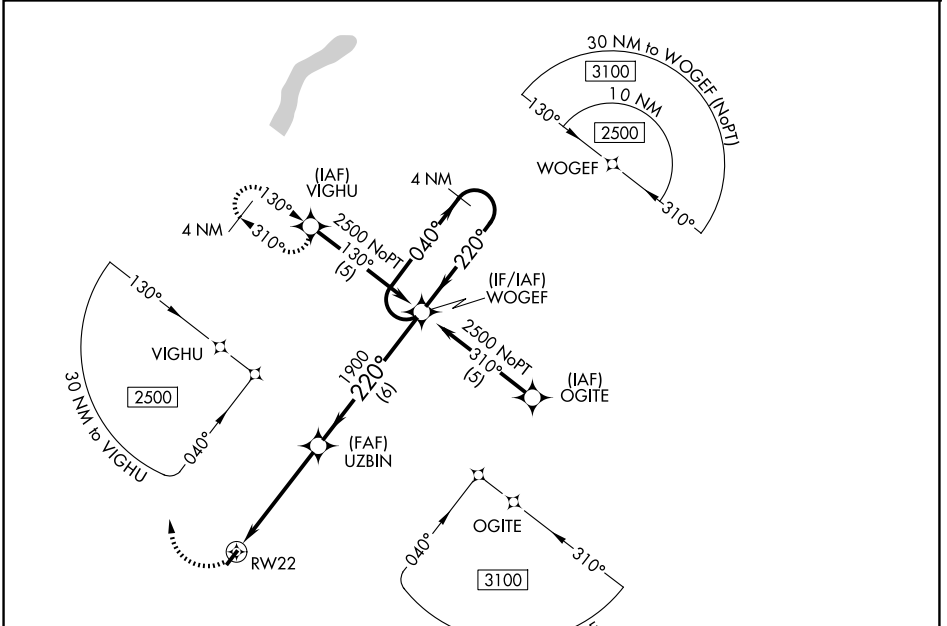 30 NM to WOGEF (NoPT)
3100
10 NM
130°
2500
WOGEF
310°
(IAF)
VIGHU
4 NM
130°
4 NM
310°
2500 NoPT
130°
(5)
040°
220°
(IF/IAF)
WOGEF
2500 NoPT
310°
(5)
(IAF)
OGITE
130°
VIGHU
2500
30 NM to VIGHU
040°
1900
220°
(6)
(FAF)
UZBIN
RW22
OGITE
040°
310°
3100